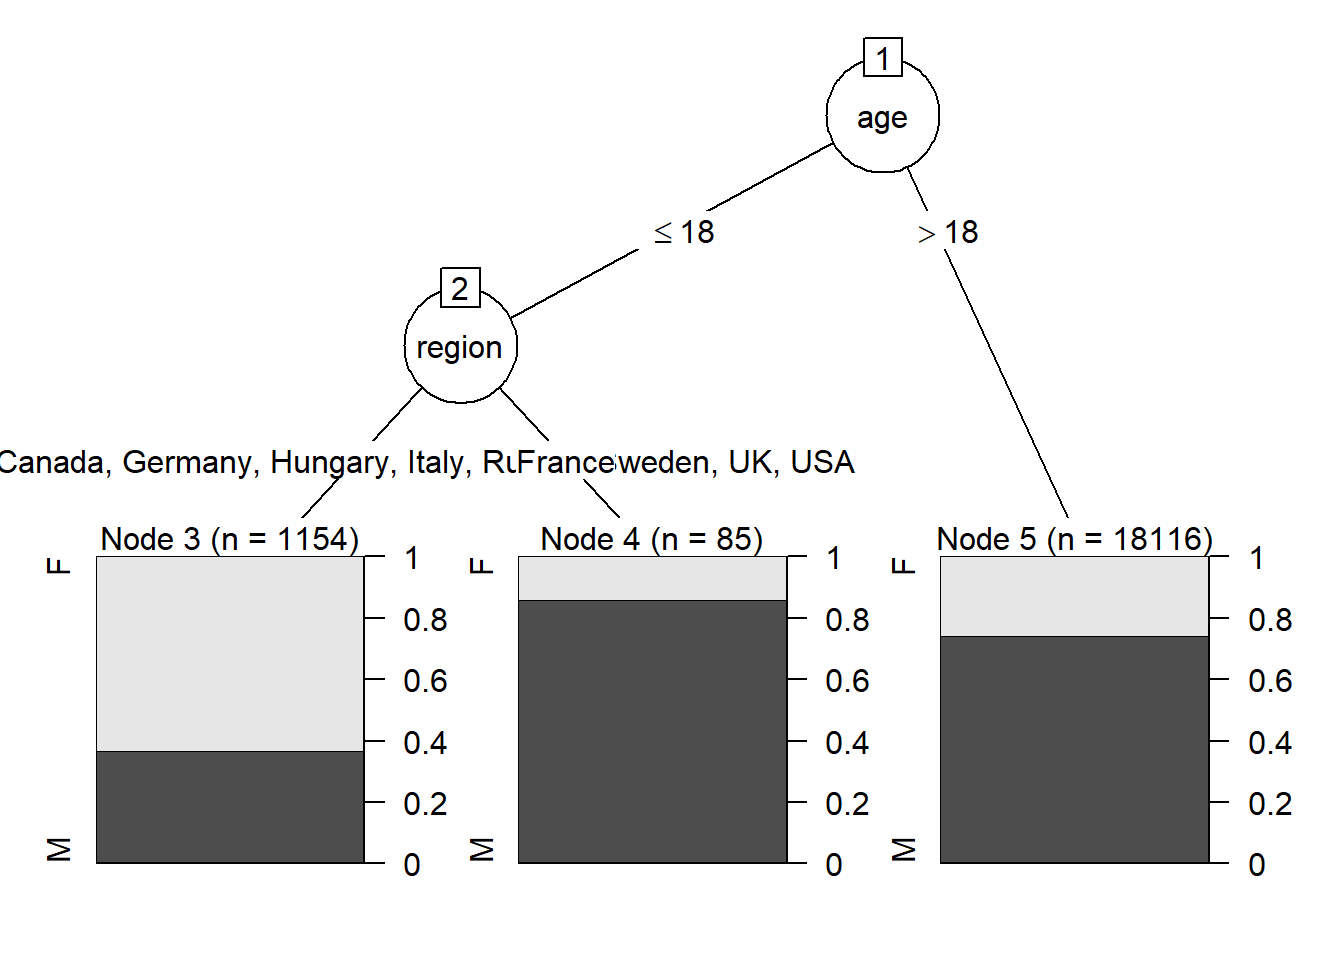 1
age
≤ 18
> 18
2
region
Canada, Germany, Hungary, Italy, Ru
France
weden, UK, USA
Node 3 (n = 1154)
Node 4 (n = 85)
Node 5 (n = 18116)
F
M
1
0.8
0.6
0.4
0.2
0
F
M
1
0.8
0.6
0.4
0.2
0
F
M
1
0.8
0.6
0.4
0.2
0